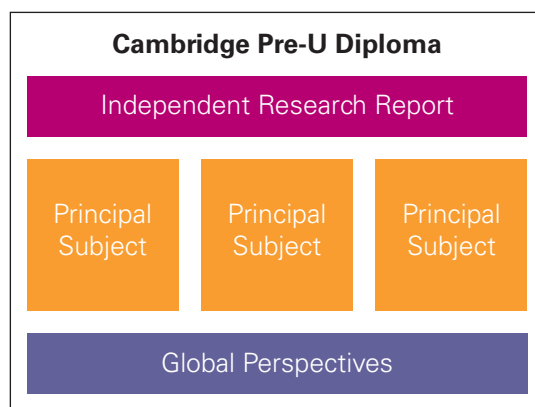 Cambridge Pre-U Diploma
Independent Research Report
Principal
Subject
Principal
Subject
Principal
Subject
Global Perspectives